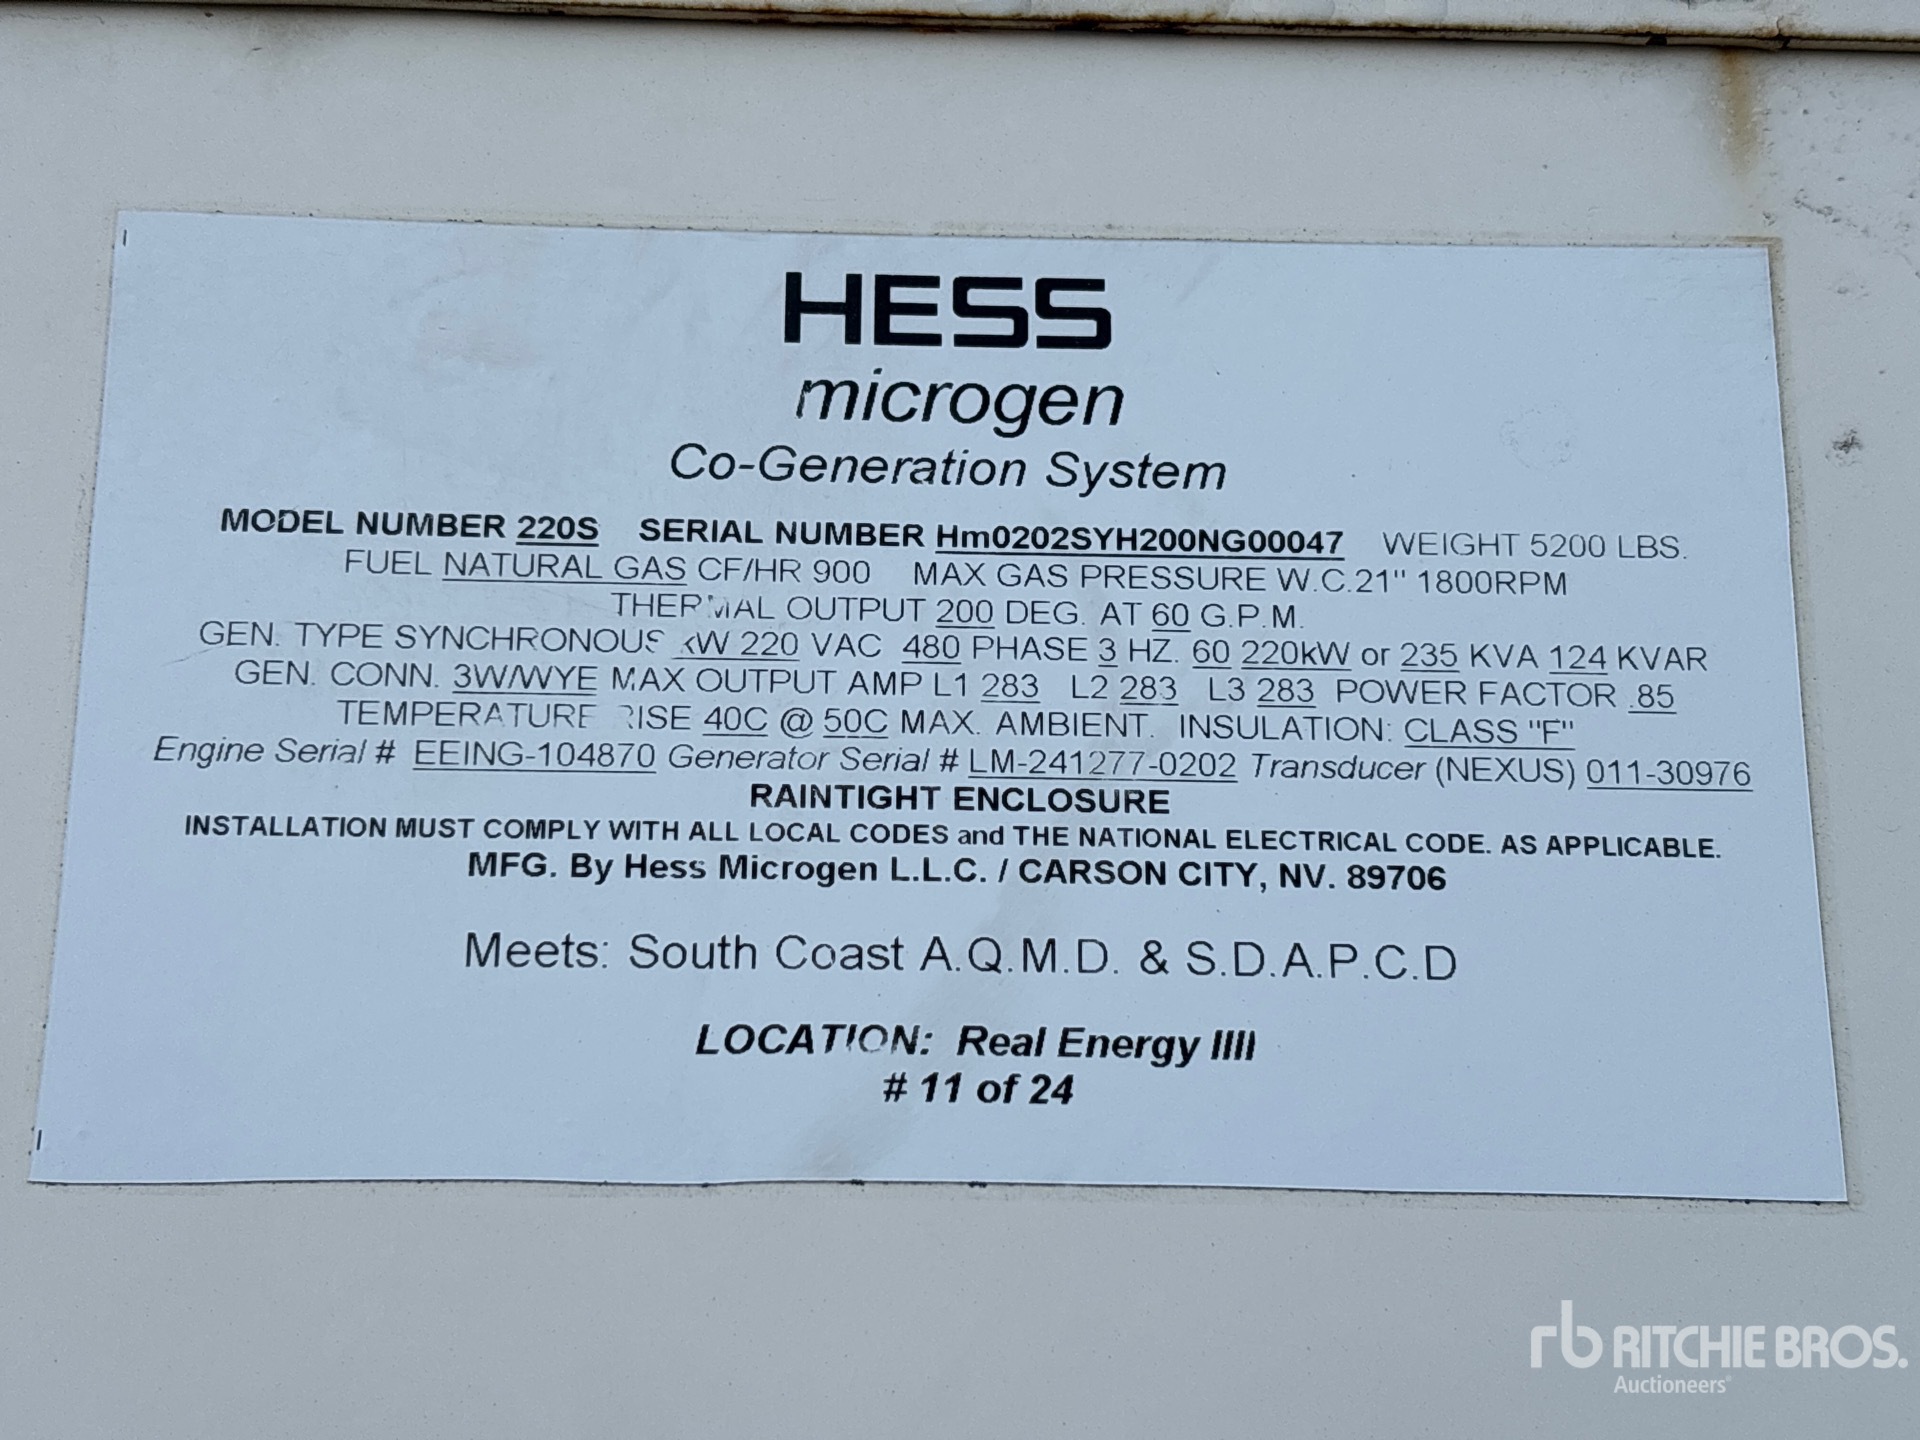 HESS
microgen
Co-Generation System
MODEL NUMBER 220S SERIAL NUMBER Hm0202SYH200NG00047 WEIGHT 5200 LBS.
FUEL NATURAL GAS CF/HR 900 MAX GAS PRESSURE W.C.21" 1800RPM
THERMAL OUTPUT 200 DEG. AT 60 G.P.M.
GEN. TYPE SYNCHRONOUS kW 220 VAC 480 PHASE 3 HZ. 60 220kW or 235 KVA 124 KVAR
GEN. CONN. 3W/WYE MAX OUTPUT AMP L1 283 L2 283 L3 283 POWER FACTOR .85
TEMPERATURE RISE 40C @ 50C MAX. AMBIENT. INSULATION: CLASS "F"
Engine Serial # EEING-104870 Generator Serial # LM-241277-0202 Transducer (NEXUS) 011-30976
RAINTIGHT ENCLOSURE
INSTALLATION MUST COMPLY WITH ALL LOCAL CODES and THE NATIONAL ELECTRICAL CODE. AS APPLICABLE.
MFG. By Hess Microgen L.L.C. / CARSON CITY, NV. 89706
Meets: South Coast A.Q.M.D. & S.D.A.P.C.D
LOCATION: Real Energy IIII
# 11 of 24
rb RITCHIE BROS.
Auctioneers